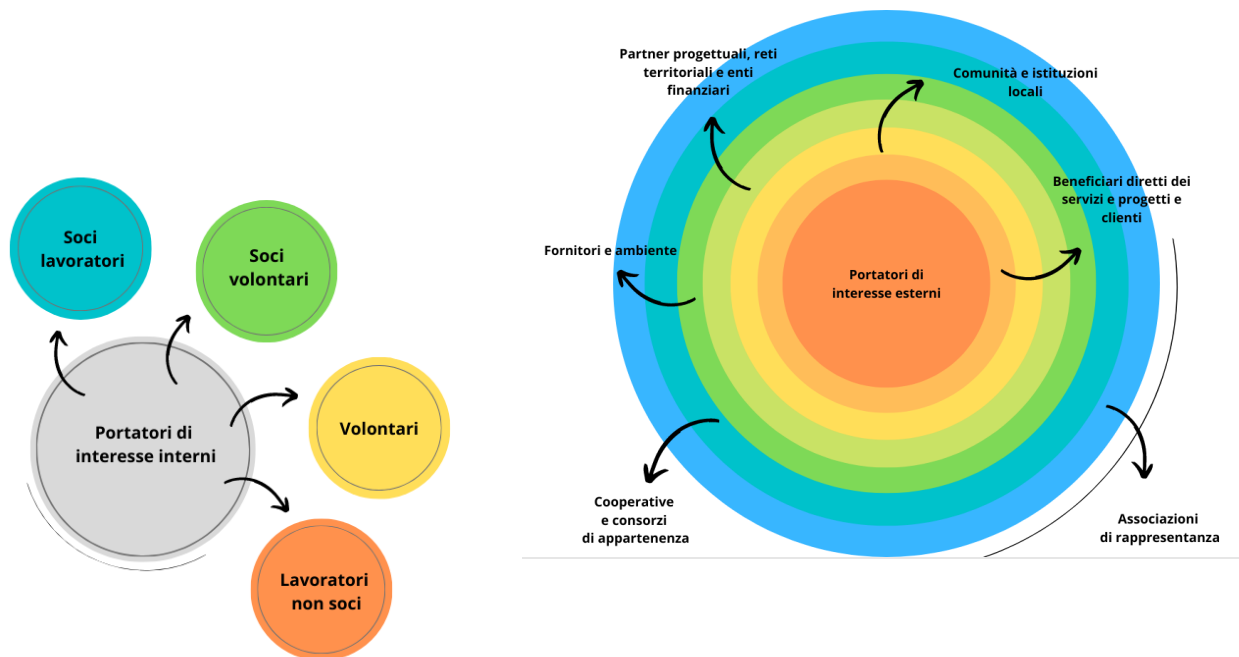 Soci
lavoratori
Soci
volontari
Volontari
Portatori di
interesse interni
Lavoratori
non soci
Partner progettuali, reti
territoriali e enti
finanziari
Comunità e istituzioni
locali
Beneficiari diretti dei
servizi e progetti e
clienti
Fornitori e ambiente
Portatori di
interesse esterni
Cooperative
e consorzi
di appartenenza
Associazioni
di rappresentanza